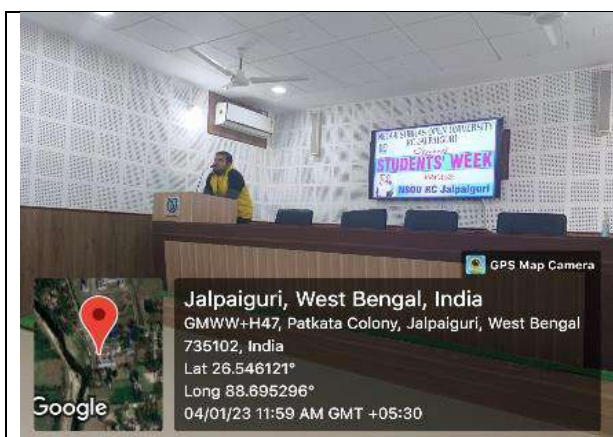 NETAJI SUBHAS OPEN UNIVERSITY
RC JALPAIGURI
STUDENTS' WEEK
NSOU RC Jalpaiguri
GPS Map Camera
Jalpaiguri, West Bengal, India
GMWW+H47, Patkata Colony, Jalpaiguri, West Bengal
735102, India
Lat 26.546121°
Long 88.695296°
04/01/23 11:59 AM GMT +05:30
Google